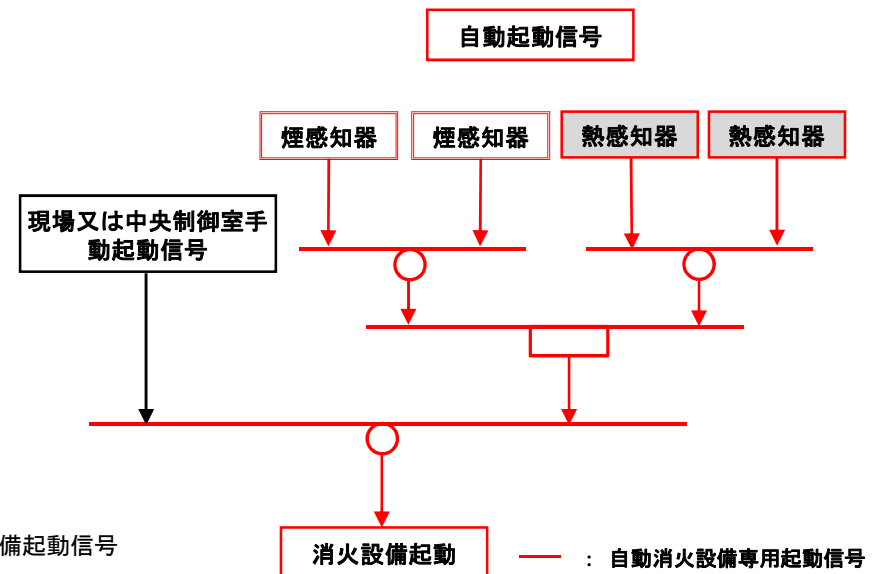 自動起動信号
煙感知器
煙感知器
熱感知器
熱感知器
現場又は中央制御室手
動起動信号
備起動信号
消火設備起動
: 自動消火設備専用起動信号